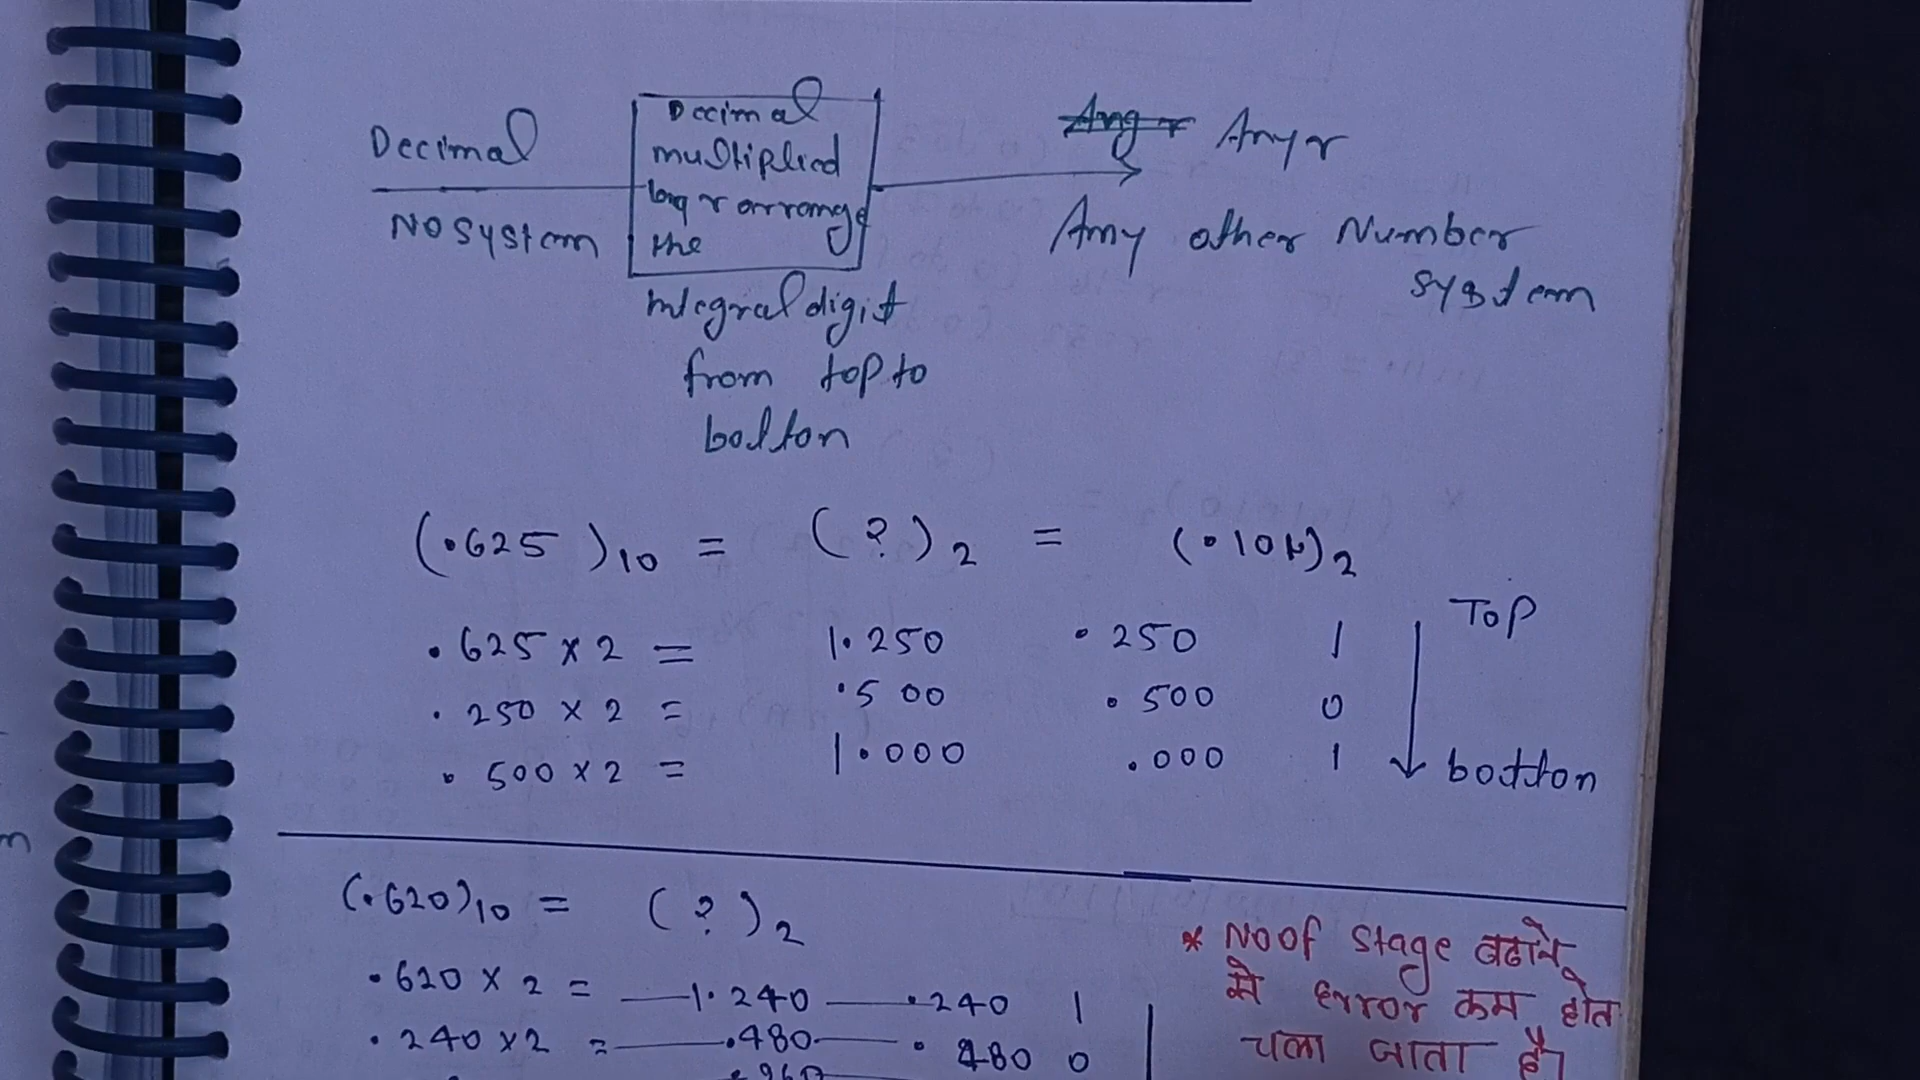 Decimal
No system
Decimal
multiplied
by r arrange
the
integral digit
from top to
botton
Any r
Any other Number
system
(.625)10 = (?)2 = (.101)2
.625 x 2 = 1.250 .250 1 Top
.250 x 2 = .500 .500 0
.500 x 2 = 1.000 .000 1 botton
(.620)10 = (?)2
.620 x 2 = 1.240 .240 1
.240 x 2 = .480 .480 0
.960
* No of stage बढाने
से error कम होता
चला जाता है।